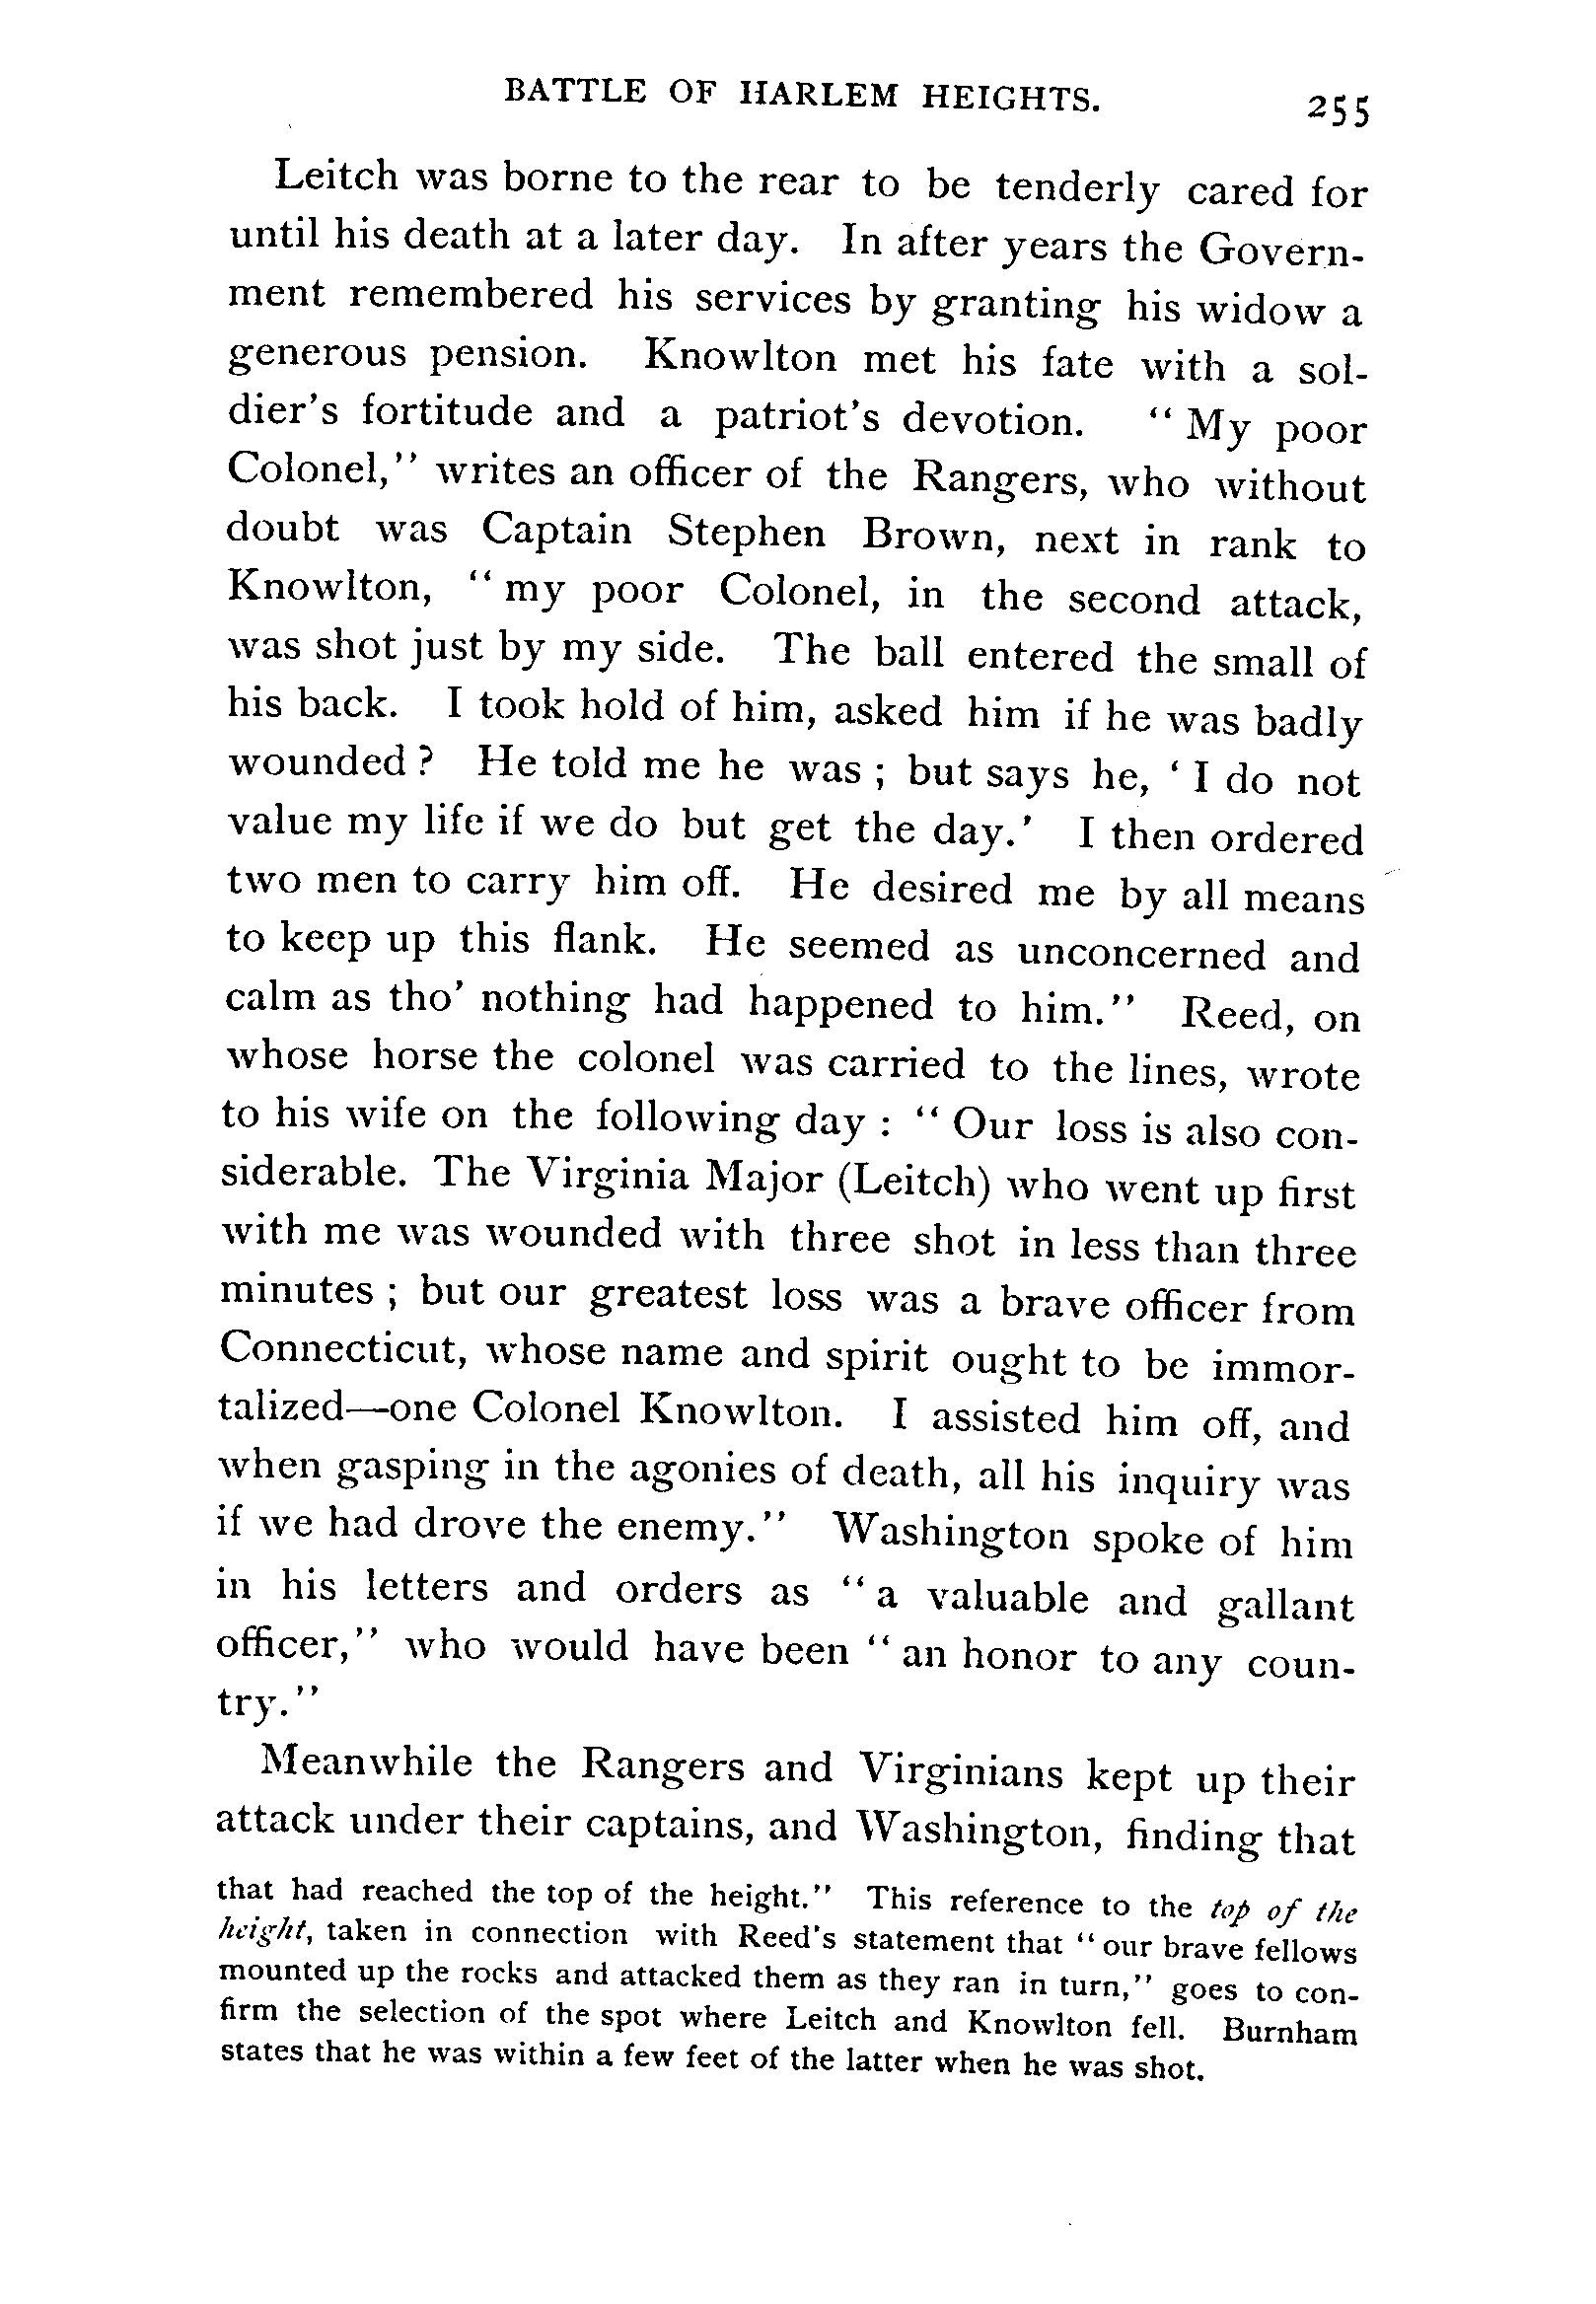 BATTLE OF HARLEM HEIGHTS. 255
Leitch was borne to the rear to be tenderly cared for
until his death at a later day. In after years the Govern-
ment remembered his services by granting his widow a
generous pension. Knowlton met his fate with a sol-
dier's fortitude and a patriot's devotion. “ My poor
Colonel,” writes an officer of the Rangers, who without
doubt was Captain Stephen Brown, next in rank to
Knowlton, “ my poor Colonel, in the second attack,
was shot just by my side. The ball entered the small of
his back. I took hold of him, asked him if he was badly
wounded ? He told me he was ; but says he, ‘ I do not
value my life if we do but get the day.’ I then ordered
two men to carry him off. He desired me by all means
to keep up this flank. He seemed as unconcerned and
calm as tho’ nothing had happened to him.” Reed, on
whose horse the colonel was carried to the lines, wrote
to his wife on the following day : “ Our loss is also con-
siderable. The Virginia Major (Leitch) who went up first
with me was wounded with three shot in less than three
minutes ; but our greatest loss was a brave officer from
Connecticut, whose name and spirit ought to be immor-
talized—one Colonel Knowlton. I assisted him off, and
when gasping in the agonies of death, all his inquiry was
if we had drove the enemy.” Washington spoke of him
in his letters and orders as “ a valuable and gallant
officer,” who would have been “ an honor to any coun-
try.”
Meanwhile the Rangers and Virginians kept up their
attack under their captains, and Washington, finding that
that had reached the top of the height.” This reference to the top of the
height, taken in connection with Reed's statement that “ our brave fellows
mounted up the rocks and attacked them as they ran in turn,” goes to con-
firm the selection of the spot where Leitch and Knowlton fell. Burnham
states that he was within a few feet of the latter when he was shot.